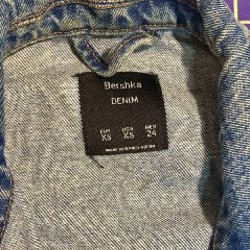 Bershka
DENIM
EUR USA MEX
XS XS 24